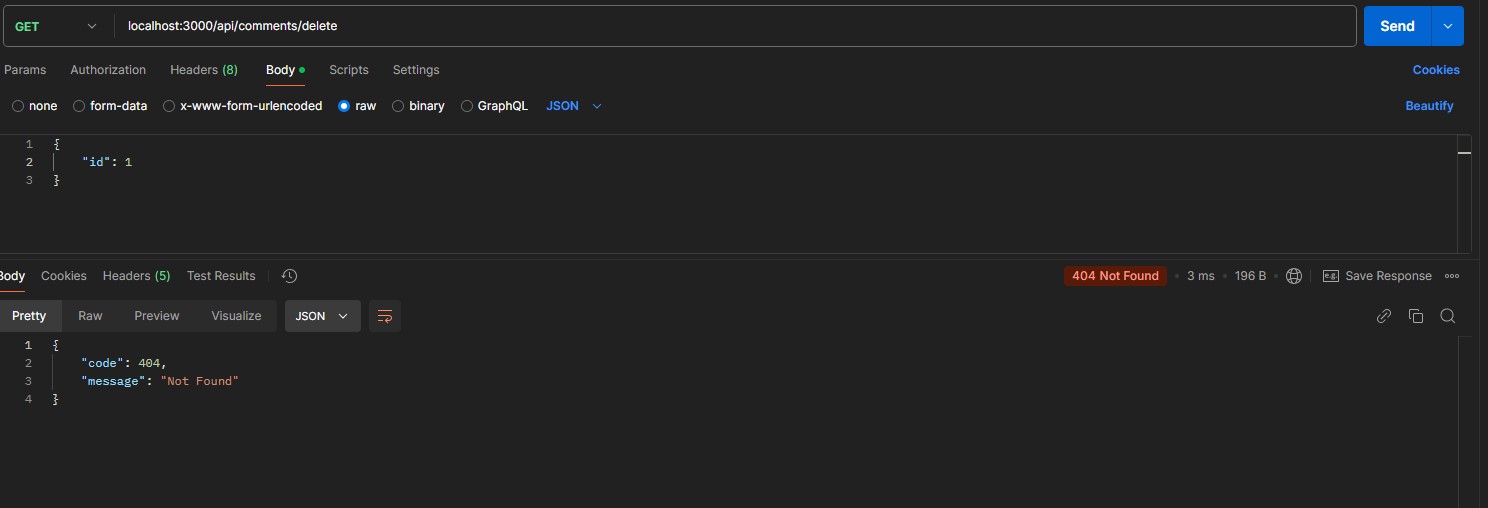 GET localhost:3000/api/comments/delete Send
Params Authorization Headers (8) Body Scripts Settings Cookies
none form-data x-www-form-urlencoded raw binary GraphQL JSON Beautify
1 {
2 "id": 1
3 }
Body Cookies Headers (5) Test Results 404 Not Found 3 ms 196 B e.g. Save Response
Pretty Raw Preview Visualize JSON
1 {
2 "code": 404,
3 "message": "Not Found"
4 }